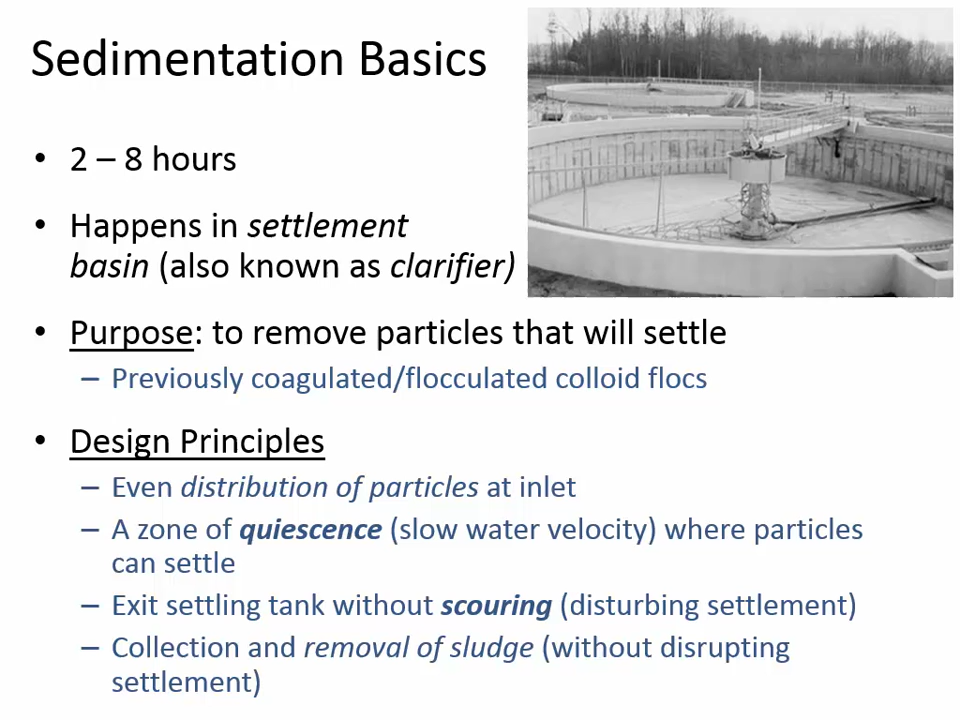 Sedimentation Basics
• 2 – 8 hours
• Happens in settlement
basin (also known as clarifier)
• Purpose: to remove particles that will settle
– Previously coagulated/flocculated colloid flocs
• Design Principles
– Even distribution of particles at inlet
– A zone of quiescence (slow water velocity) where particles
can settle
– Exit settling tank without scouring (disturbing settlement)
– Collection and removal of sludge (without disrupting
settlement)